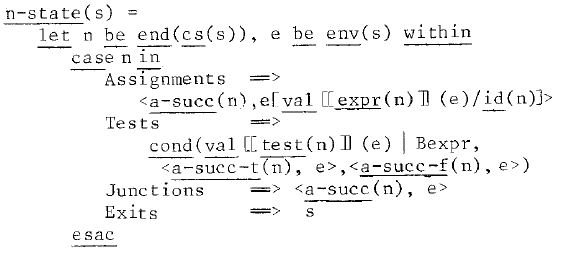 n-state(s) =
let n be end(cs(s)), e be env(s) within
case n in
Assignments ⟹
<a-succ(n),e[val ⟦expr(n)⟧ (e)/id(n)]>
Tests ⟹
cond(val ⟦test(n)⟧ (e) | Bexpr,
<a-succ-t(n), e>,<a-succ-f(n), e>)
Junctions ⟹ <a-succ(n), e>
Exits ⟹ s
esac